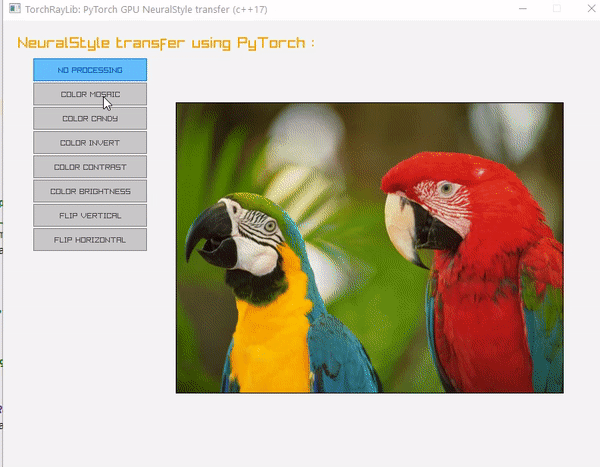 TorchRayLib: PyTorch GPU NeuralStyle transfer (c++17)
NeuralStyle transfer using PyTorch :
NO PROCESSING
COLOR MOSAIC
COLOR CANDY
COLOR INVERT
COLOR CONTRAST
COLOR BRIGHTNESS
FLIP VERTICAL
FLIP HORIZONTAL